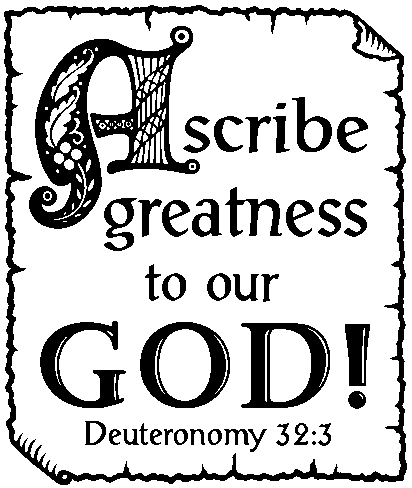 Ascribe
greatness
to our
GOD!
Deuteronomy 32:3